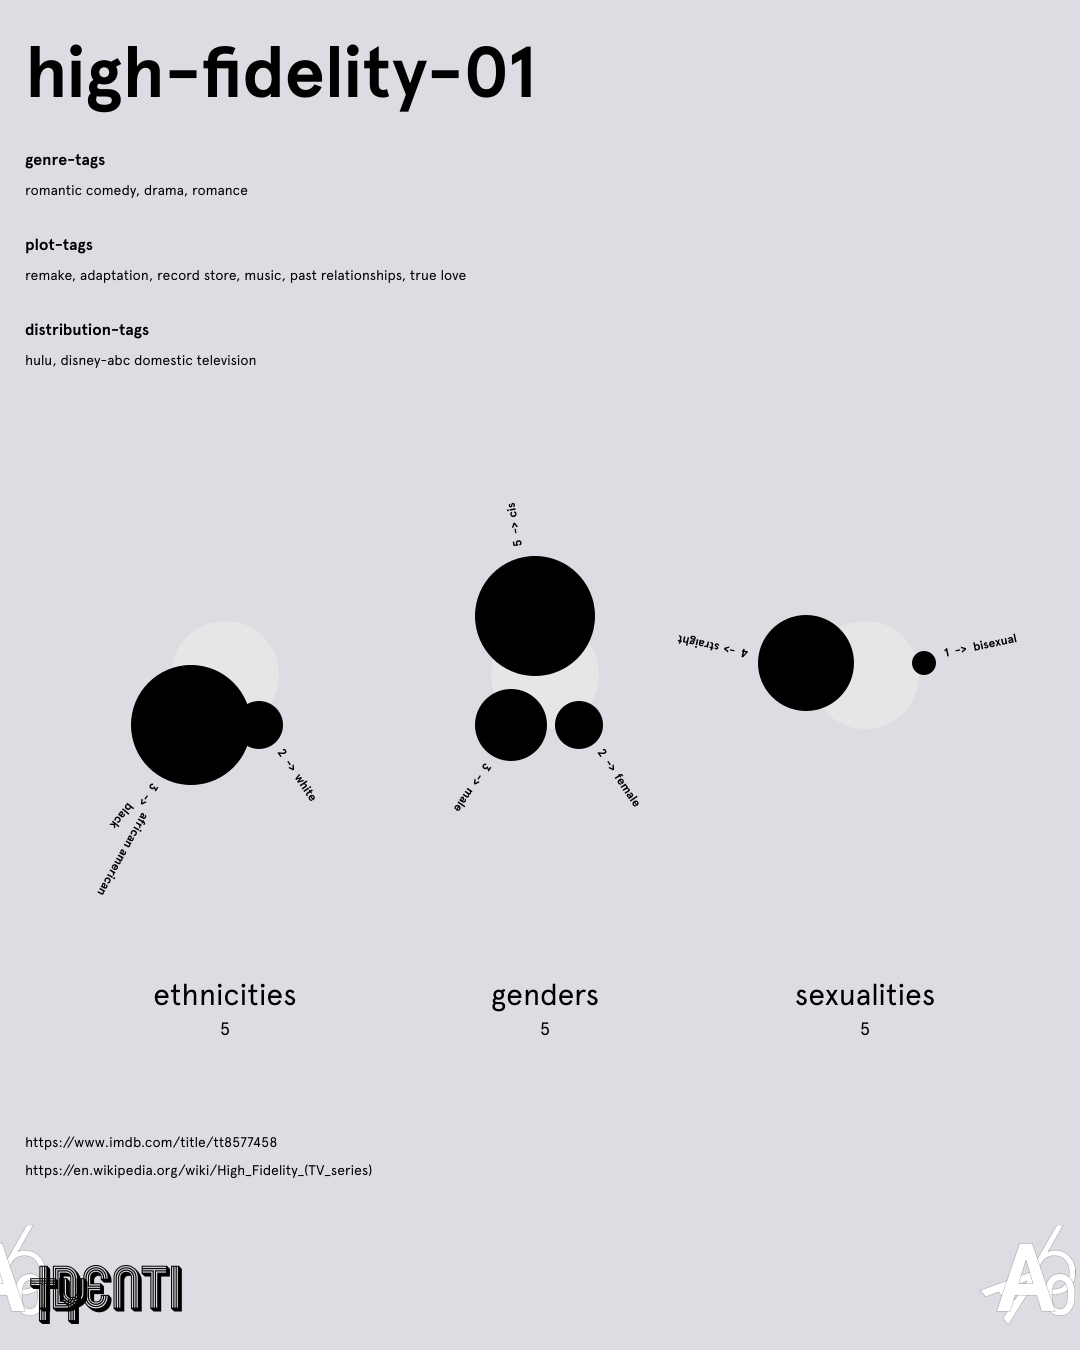 high-fidelity-01
genre-tags
romantic comedy, drama, romance
plot-tags
remake, adaptation, record store, music, past relationships, true love
distribution-tags
hulu, disney-abc domestic television
5 -> cis
4 -> straight
1 -> bisexual
3 -> african american
black
2 -> white
3 -> male
2 -> female
ethnicities
5
genders
5
sexualities
5
https://www.imdb.com/title/tt8577458
https://en.wikipedia.org/wiki/High_Fidelity_(TV_series)
IDENTI